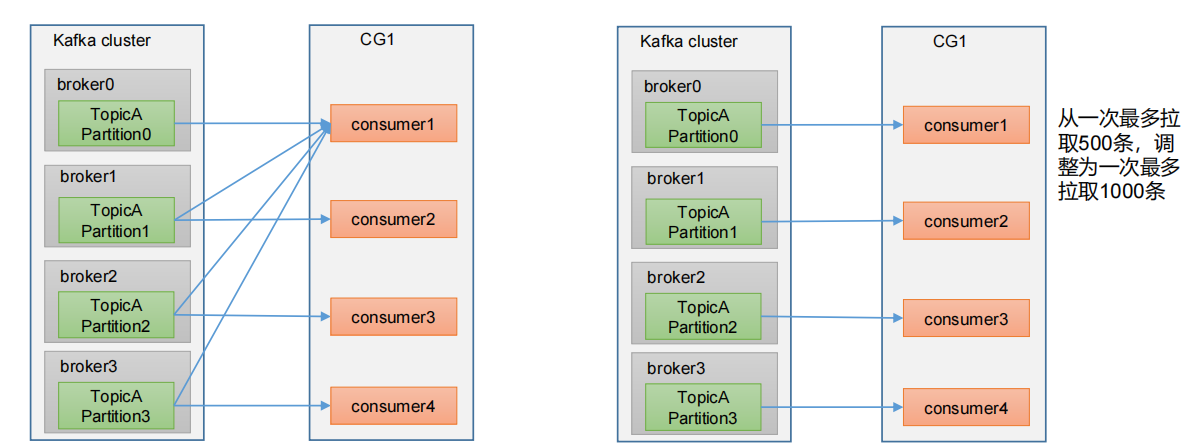 Kafka cluster
broker0
TopicA
Partition0
broker1
TopicA
Partition1
broker2
TopicA
Partition2
broker3
TopicA
Partition3
CG1
consumer1
consumer2
consumer3
consumer4
Kafka cluster
broker0
TopicA
Partition0
broker1
TopicA
Partition1
broker2
TopicA
Partition2
broker3
TopicA
Partition3
CG1
consumer1
consumer2
consumer3
consumer4
从一次最多拉
取500条，调
整为一次最多
拉取1000条